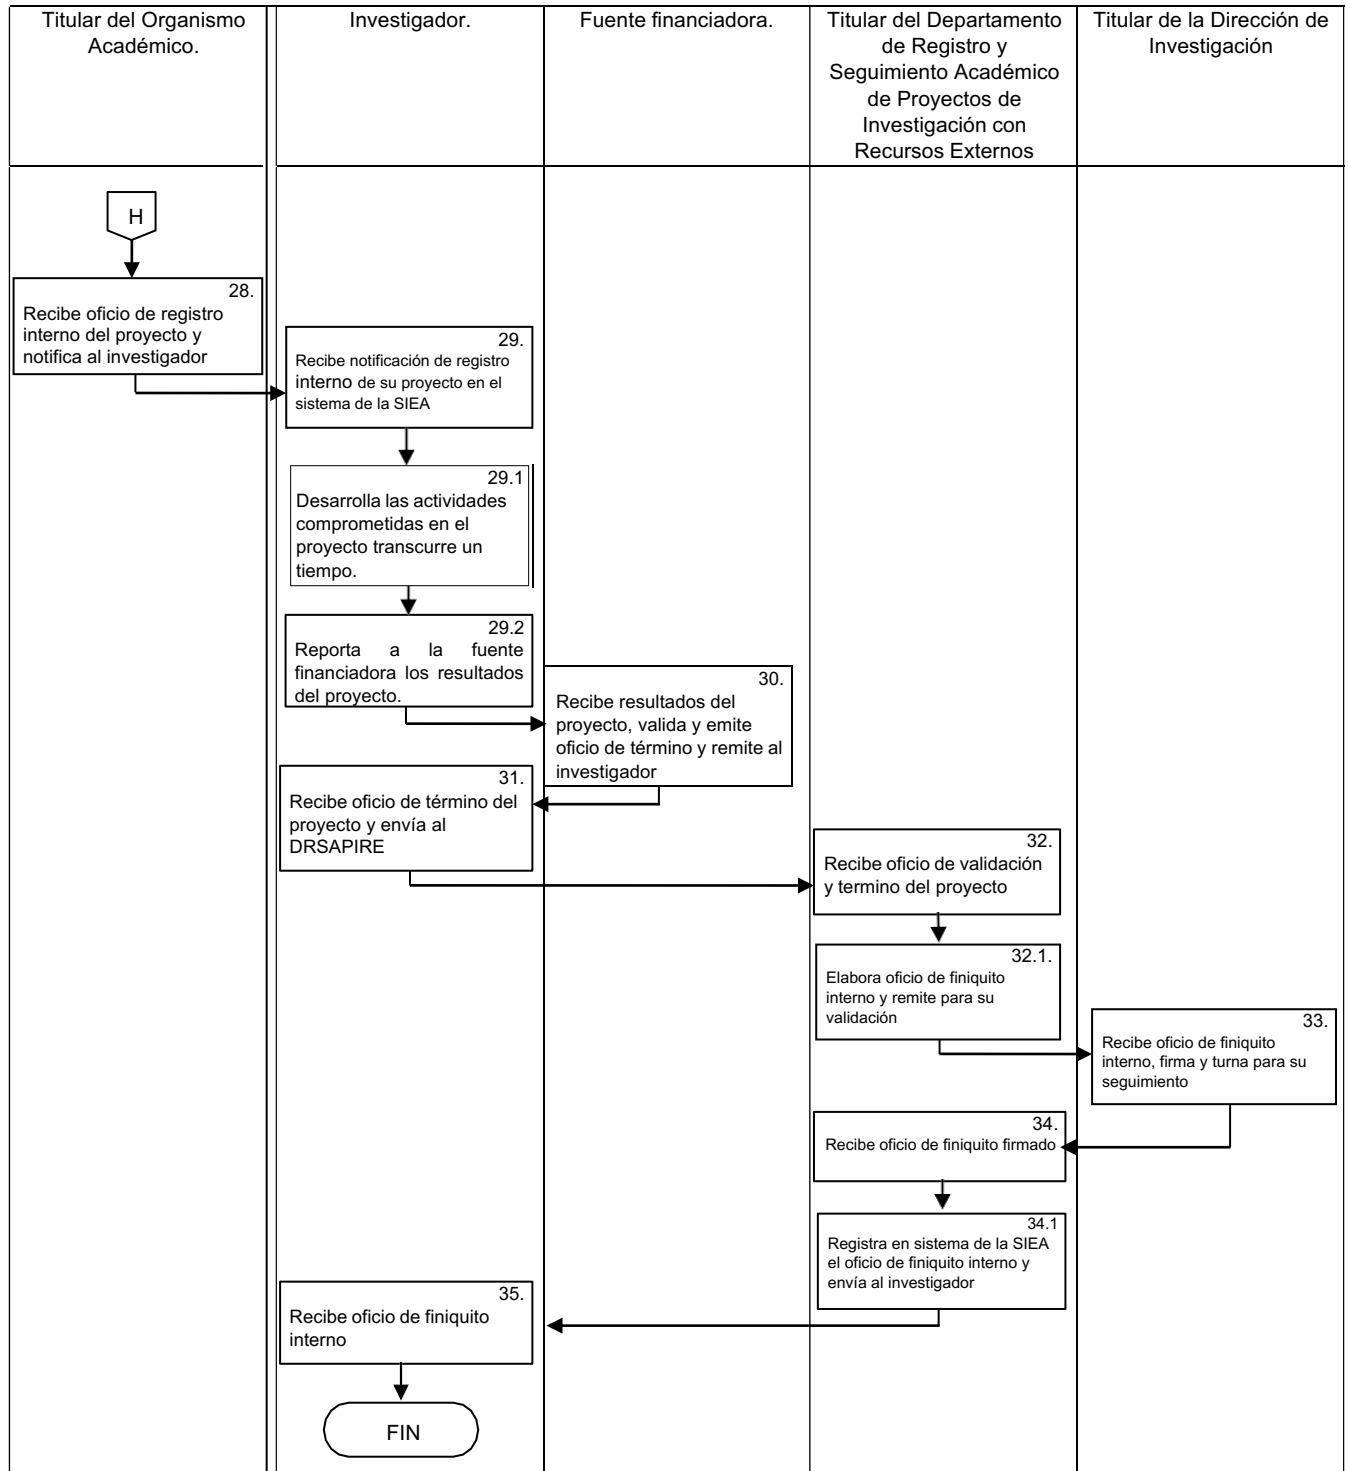 Titular del Organismo
Académico.
Investigador.
Fuente financiadora.
Titular del Departamento
de Registro y
Seguimiento Académico
de Proyectos de
Investigación con
Recursos Externos
Titular de la Dirección de
Investigación
H
28.
Recibe oficio de registro
interno del proyecto y
notifica al investigador
29.
Recibe notificación de registro
interno de su proyecto en el
sistema de la SIEA
29.1
Desarrolla las actividades
comprometidas en el
proyecto transcurre un
tiempo.
29.2
Reporta a la fuente
financiadora los resultados
del proyecto.
30.
Recibe resultados del
proyecto, valida y emite
oficio de término y remite al
investigador
31.
Recibe oficio de término del
proyecto y envía al
DRSAPIRE
32.
Recibe oficio de validación
y termino del proyecto
32.1.
Elabora oficio de finiquito
interno y remite para su
validación
33.
Recibe oficio de finiquito
interno, firma y turna para su
seguimiento
34.
Recibe oficio de finiquito firmado
34.1
Registra en sistema de la SIEA
el oficio de finiquito interno y
envía al investigador
35.
Recibe oficio de finiquito
interno
FIN